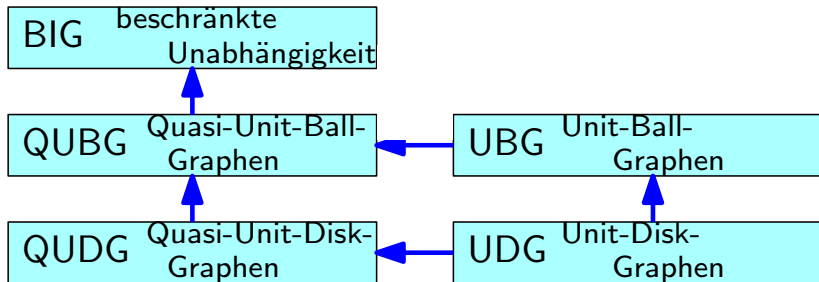 BIG beschränkte
Unabhängigkeit
QUBG Quasi-Unit-Ball-
Graphen
UBG Unit-Ball-
Graphen
QUDG Quasi-Unit-Disk-
Graphen
UDG Unit-Disk-
Graphen